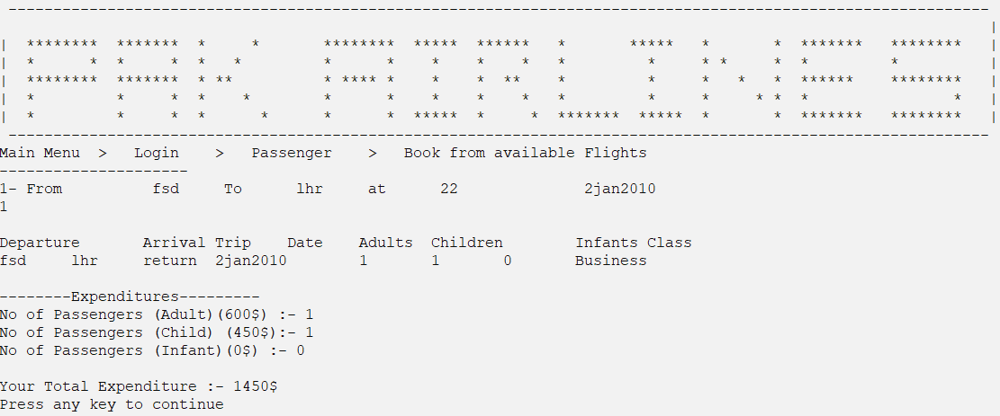 PAK AIRLINES
Main Menu > Login > Passenger > Book from available Flights
1- From fsd To lhr at 22 2jan2010
1
Departure Arrival Trip Date Adults Children Infants Class
fsd lhr return 2jan2010 1 1 0 Business
--------Expenditures---------
No of Passengers (Adult)(600$) :- 1
No of Passengers (Child) (450$):- 1
No of Passengers (Infant)(0$) :- 0
Your Total Expenditure :- 1450$
Press any key to continue